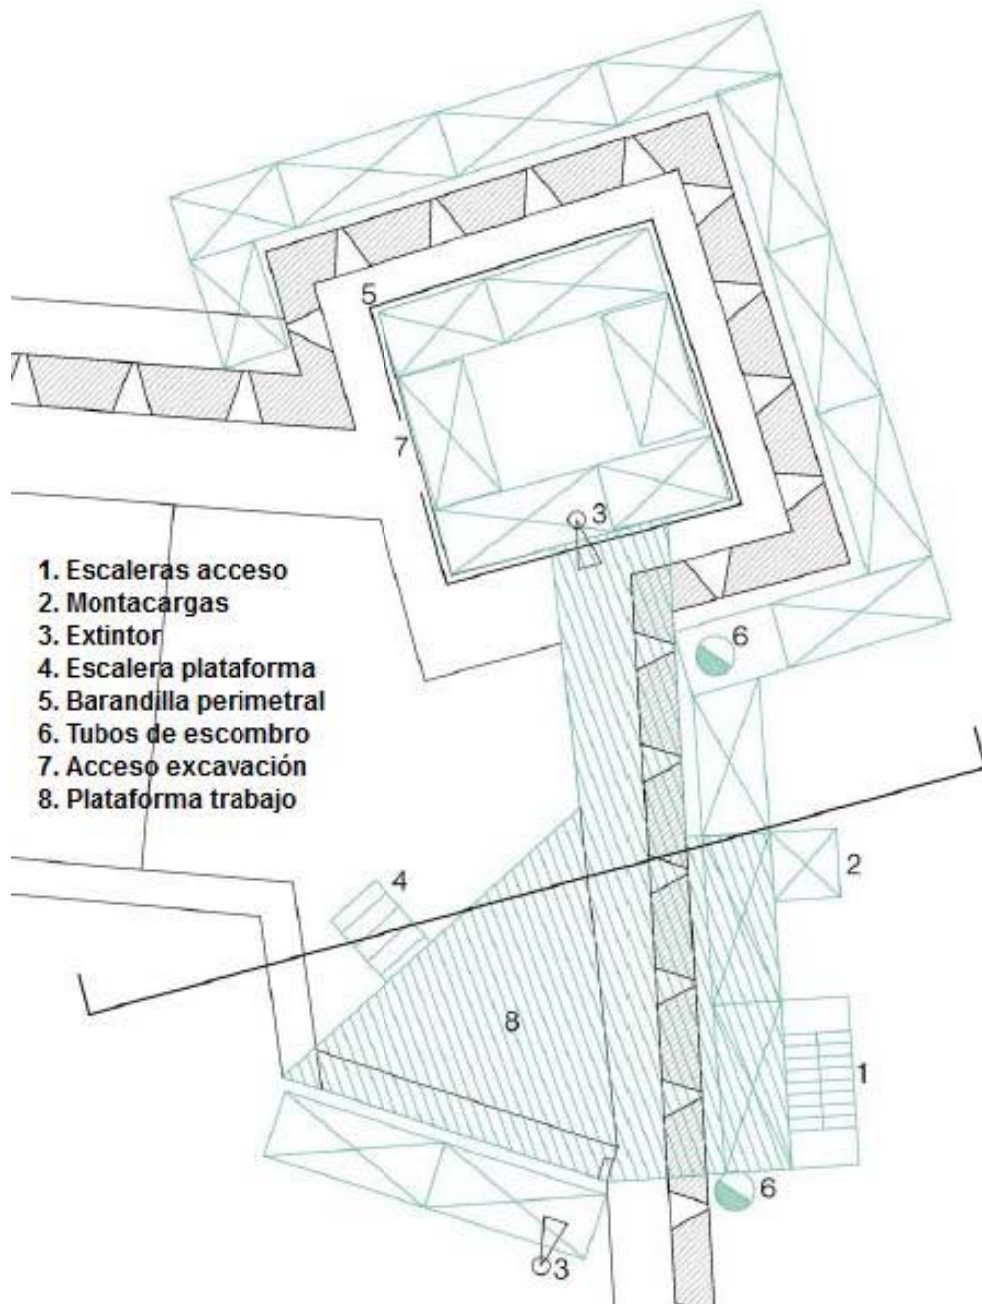 5
7
3
1. Escaleras acceso
2. Montacargas
3. Extintor
4. Escalera plataforma
5. Barandilla perimetral
6. Tubos de escombro
7. Acceso excavación
8. Plataforma trabajo
6
2
4
8
1
6
3